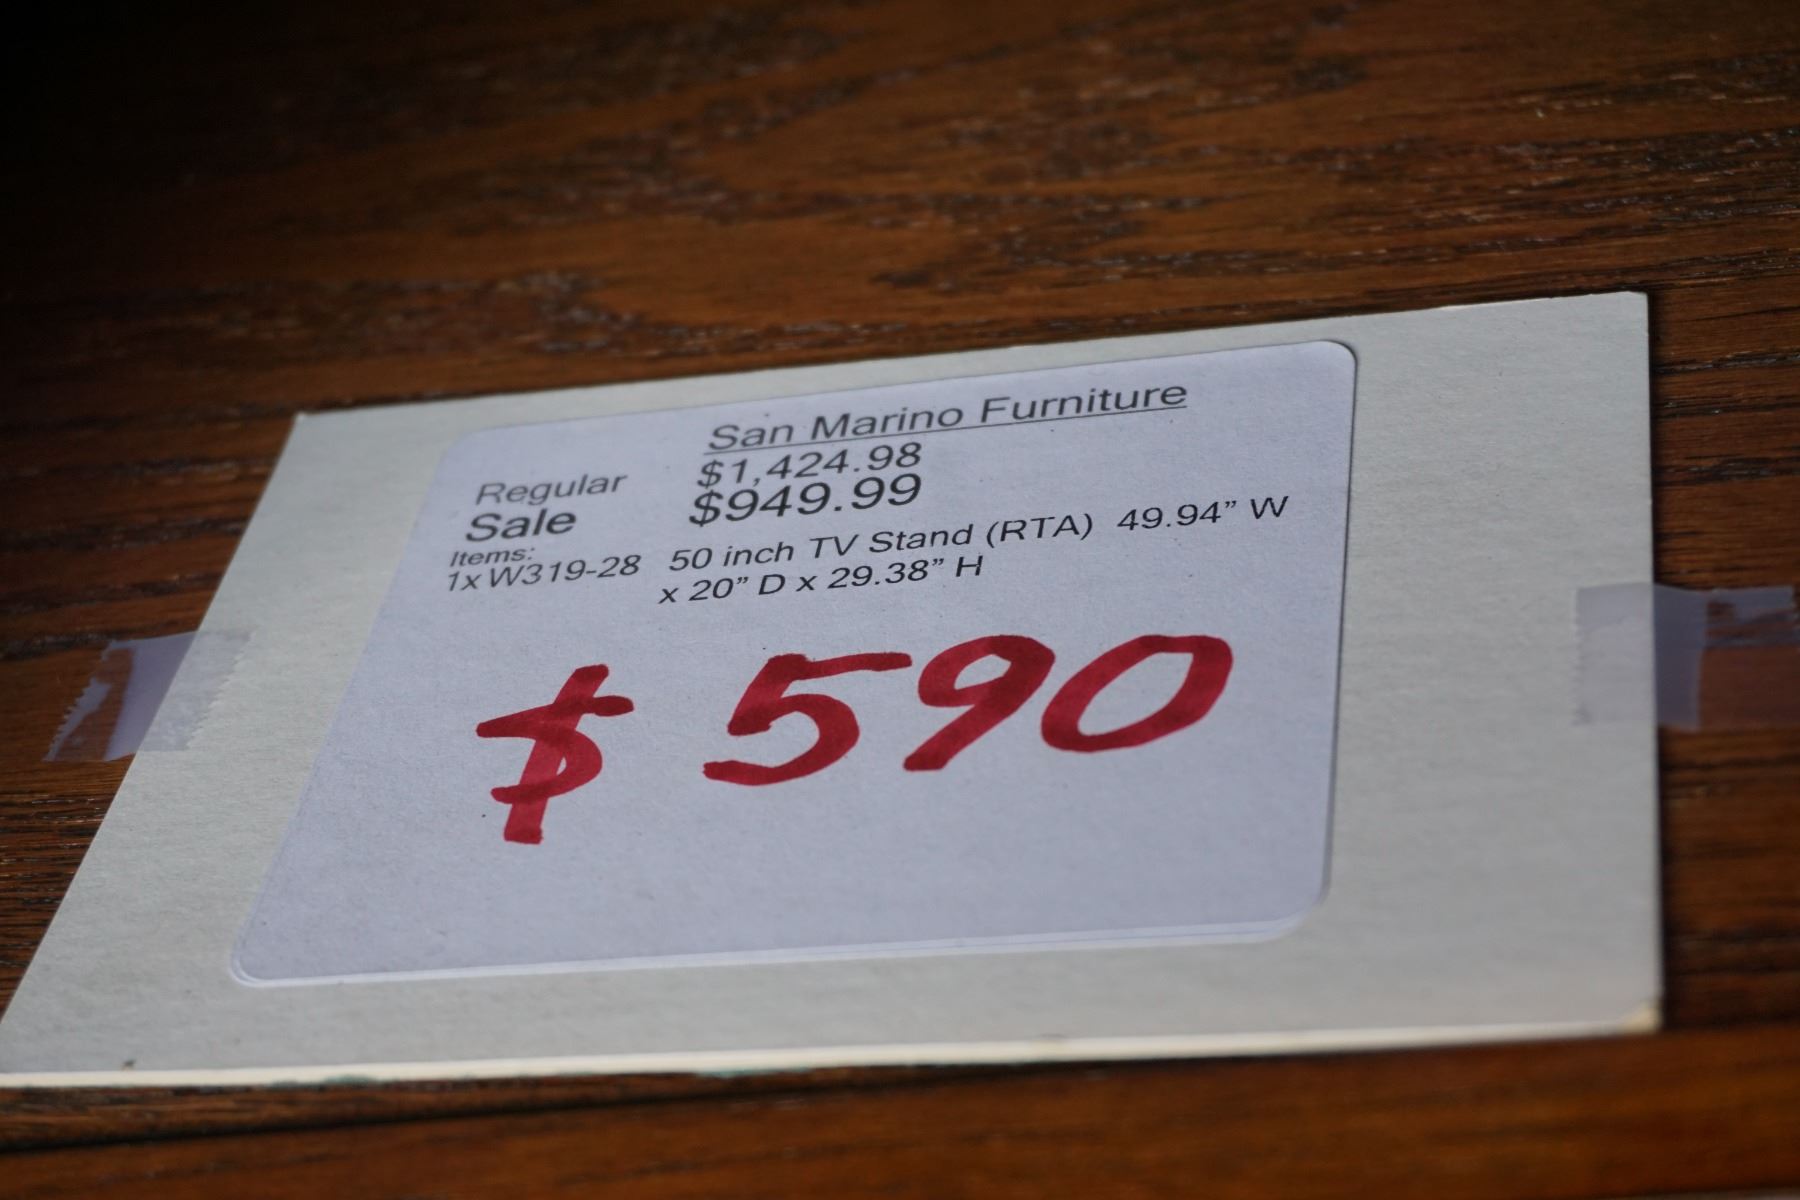 San Marino Furniture
Regular $1,424.98
Sale $949.99
Items:
1x W319-28 50 inch TV Stand (RTA) 49.94” W
x 20” D x 29.38” H
$ 590